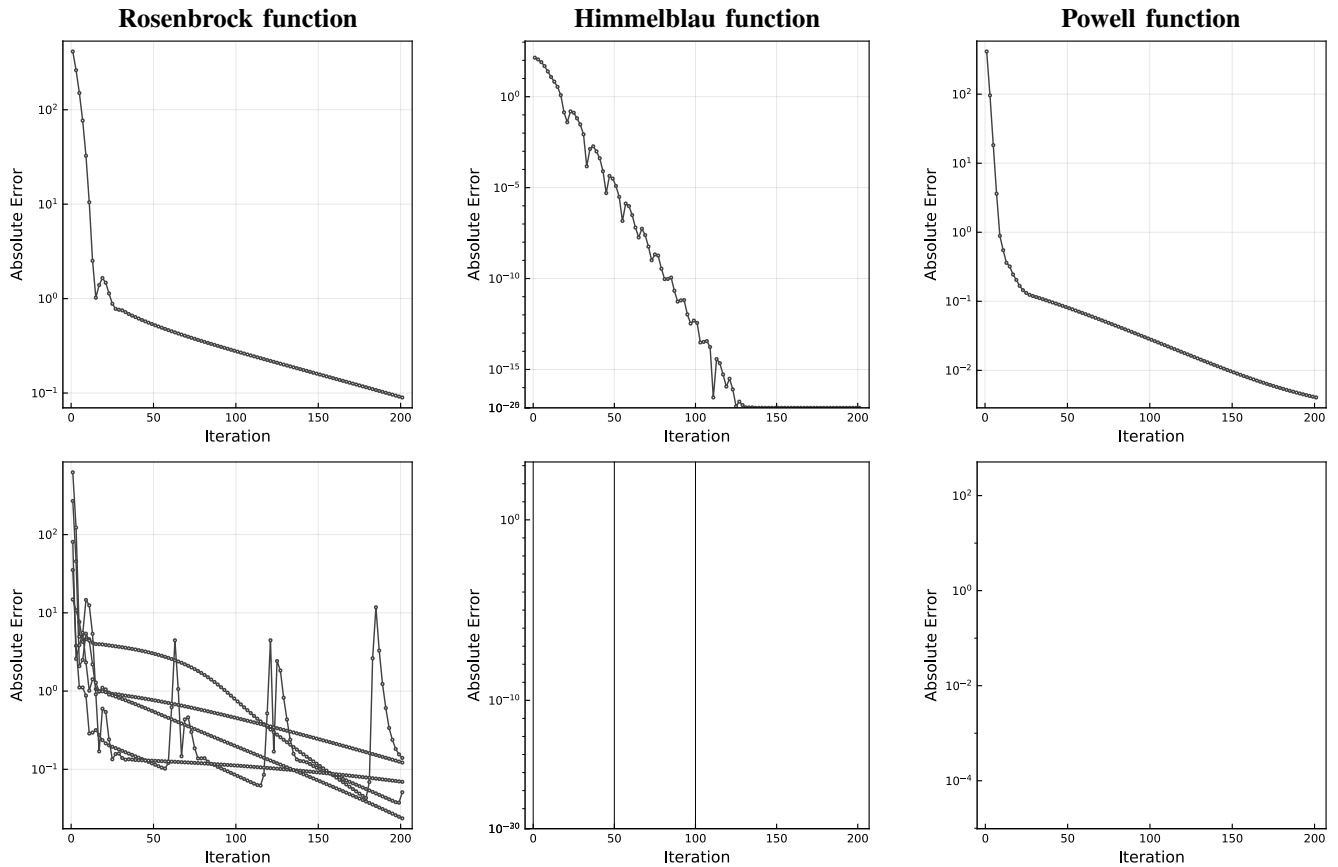 Rosenbrock function
Himmelblau function
Powell function
Absolute Error
10²
10¹
10⁰
10⁻¹
0 50 100 150 200
Iteration
Absolute Error
10⁰
10⁻⁵
10⁻¹⁰
10⁻¹⁵
0 50 100 150 200
Iteration
Absolute Error
10²
10¹
10⁰
10⁻¹
10⁻²
0 50 100 150 200
Iteration
Absolute Error
10²
10¹
10⁰
10⁻¹
0 50 100 150 200
Iteration
Absolute Error
10⁰
10⁻¹⁰
0 50 100 150 200
Iteration
Absolute Error
10²
10⁰
10⁻²
10⁻⁴
0 50 100 150 200
Iteration